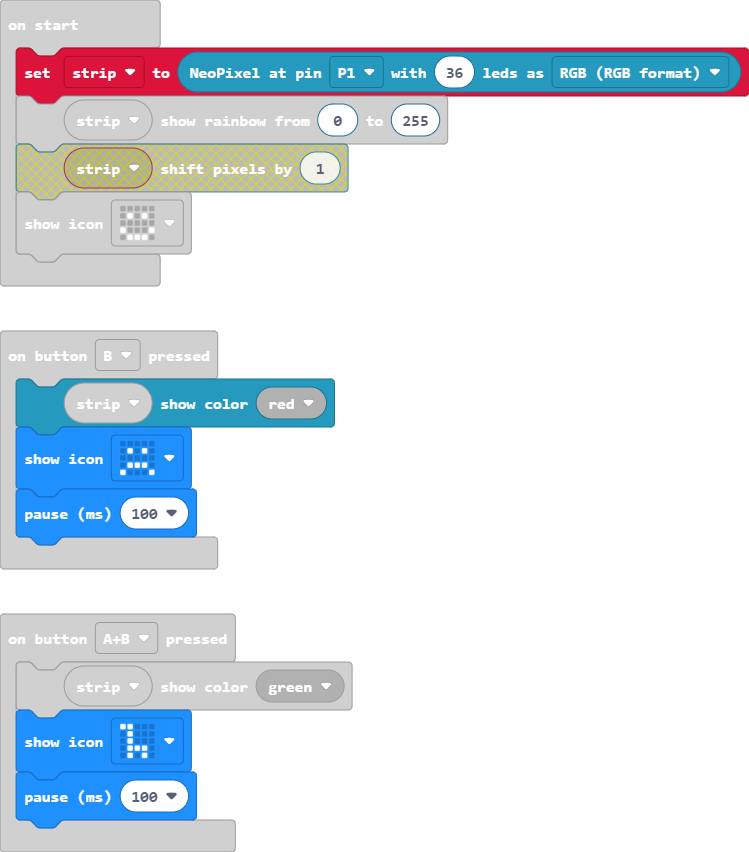 on start
set strip to NeoPixel at pin P1 with 36 leds as RGB (RGB format)
strip show rainbow from 0 to 255
strip shift pixels by 1
show icon
on button B pressed
strip show color red
show icon
pause (ms) 100
on button A+B pressed
strip show color green
show icon
pause (ms) 100